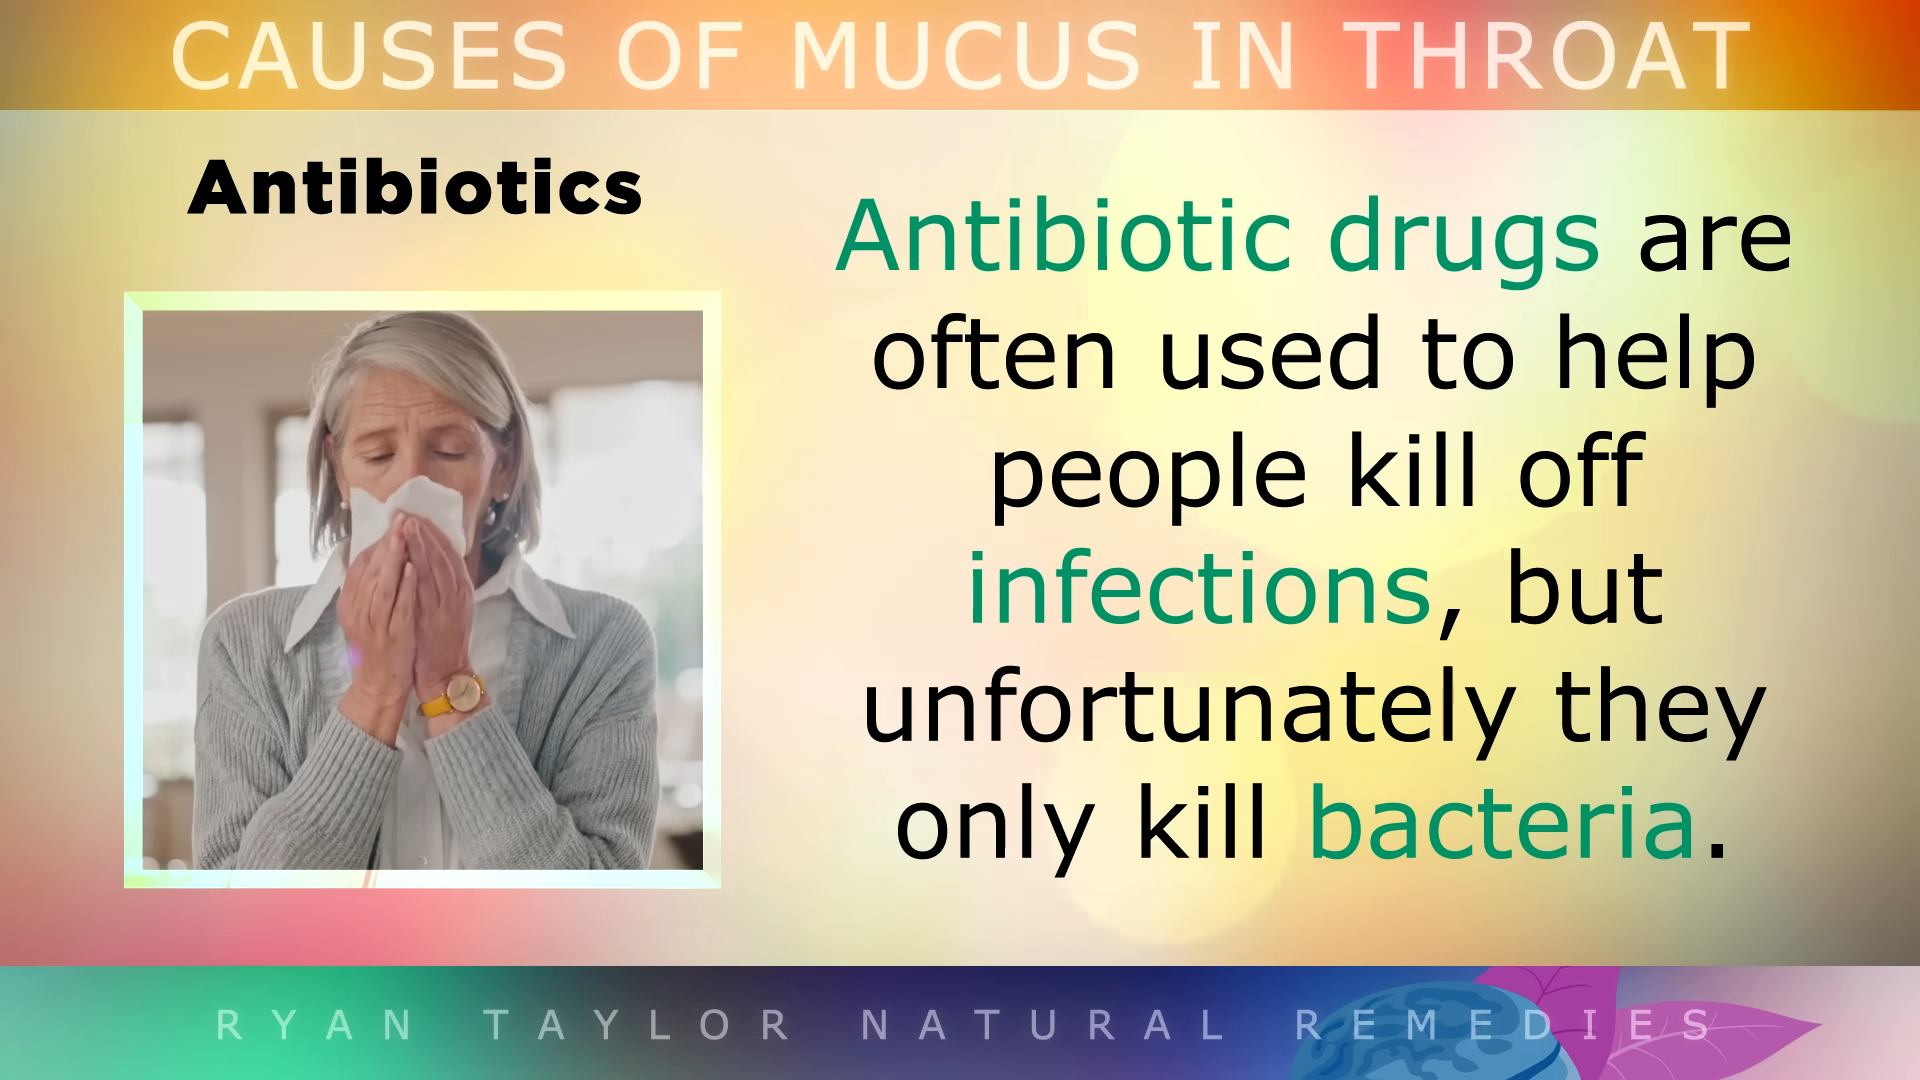 CAUSES OF MUCUS IN THROAT
Antibiotics
Antibiotic drugs are
often used to help
people kill off
infections, but
unfortunately they
only kill bacteria.
RYAN TAYLOR NATURAL REMEDIES